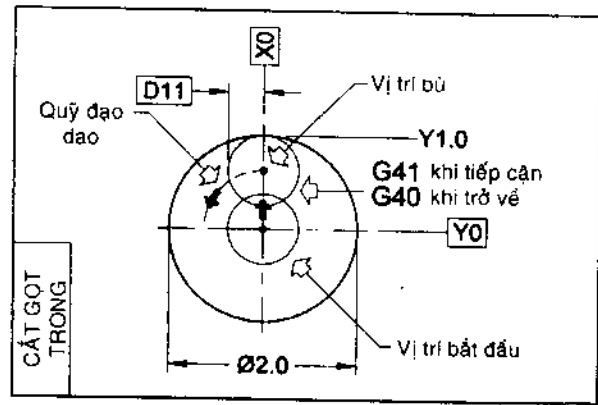 X0
D11
Vị trí bù
Quỹ đạo
dao
Y1.0
G41 khi tiếp cận
G40 khi trở về
Y0
CẮT GỌT
TRONG
Vị trí bắt đầu
Ø2.0